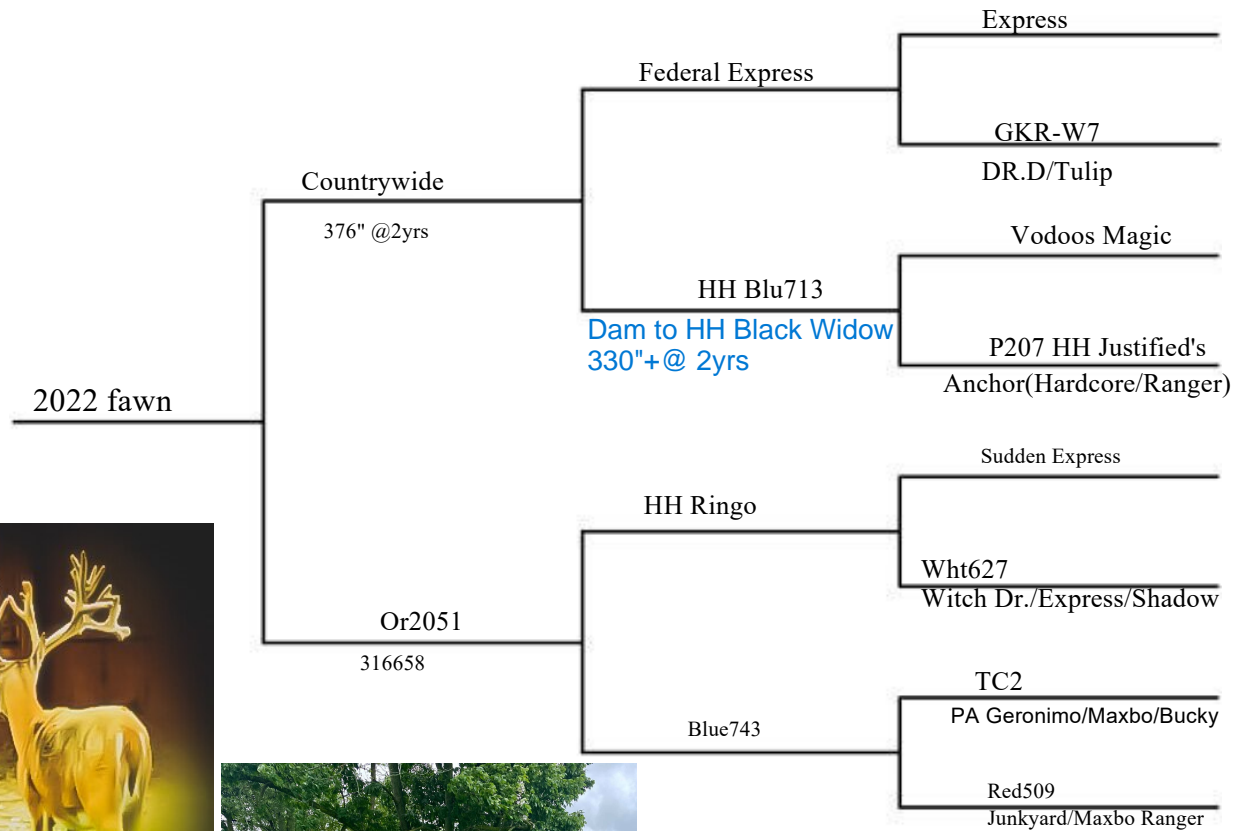 Express
Federal Express
GKR-W7
DR.D/Tulip
Countrywide
376" @2yrs
Vodoos Magic
HH Blu713
Dam to HH Black Widow
330"+@ 2yrs
P207 HH Justified's
Anchor(Hardcore/Ranger)
2022 fawn
Sudden Express
HH Ringo
Wht627
Witch Dr./Express/Shadow
Or2051
316658
TC2
PA Geronimo/Maxbo/Bucky
Blue743
Red509
Junkyard/Maxbo Ranger